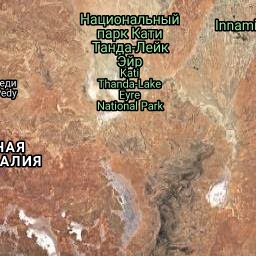 Национальный
парк Кати
Танда-Лейк
Эйр
Kati
Thanda-Lake
Eyre
National Park
Innami
еди
edy
НАЯ
АЛИЯ